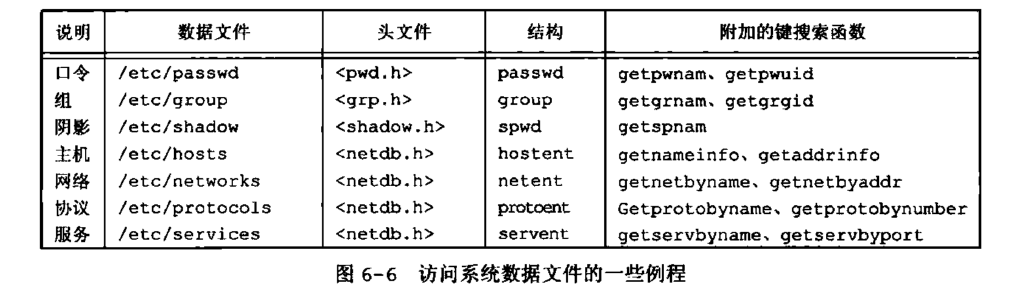 说明 数据文件 头文件 结构 附加的键搜索函数
口令 /etc/passwd <pwd.h> passwd getpwnam、getpwuid
组 /etc/group <grp.h> group getgrnam、getgrgid
阴影 /etc/shadow <shadow.h> spwd getspnam
主机 /etc/hosts <netdb.h> hostent getnameinfo、getaddrinfo
网络 /etc/networks <netdb.h> netent getnetbyname、getnetbyaddr
协议 /etc/protocols <netdb.h> protoent Getprotobyname、getprotobynumber
服务 /etc/services <netdb.h> servent getservbyname、getservbyport
图 6-6 访问系统数据文件的一些例程